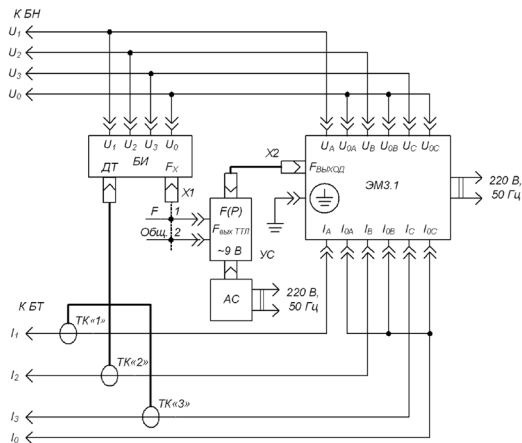 К БН
U1
U2
U3
U0
U1 U2 U3 U0
БИ
ДТ FX
X1
F 1
Общ. 2
X2
F(P)
Fвых ТТЛ
~9 В
УС
АС
220 В,
50 Гц
UA U0A UB U0B UC U0C
FВЫХОД
ЭМ3.1
220 В,
50 Гц
IA I0A IB I0B IC I0C
К БТ
ТК«1»
I1
ТК«2»
I2
ТК«3»
I3
I0